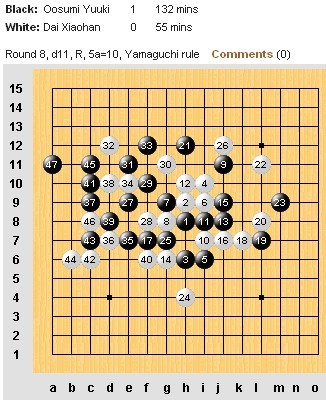 Black: Oosumi Yuuki 1 132 mins
White: Dai Xiaohan 0 55 mins
Round 8, d11, R, 5a=10, Yamaguchi rule Comments (0)
15
14
13
12 32 33 21 26
11 47 45 31 30 9 22
10 41 38 34 29 12 4
9 37 27 7 2 6 15 23
8 46 39 28 8 1 11 13 20
7 43 36 35 17 25 10 16 18 19
6 44 42 40 14 3 5
5
4 24
3
2
1
a b c d e f g h i j k l m n o